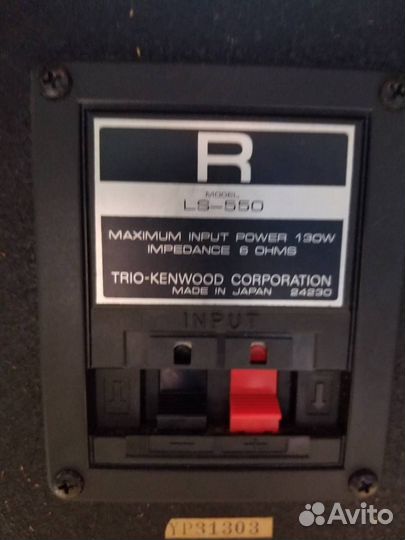 R
MODEL
LS-550
MAXIMUM INPUT POWER 130W
IMPEDANCE 6 OHMS
TRIO-KENWOOD CORPORATION
MADE IN JAPAN 24230
INPUT
YP31303
Avito